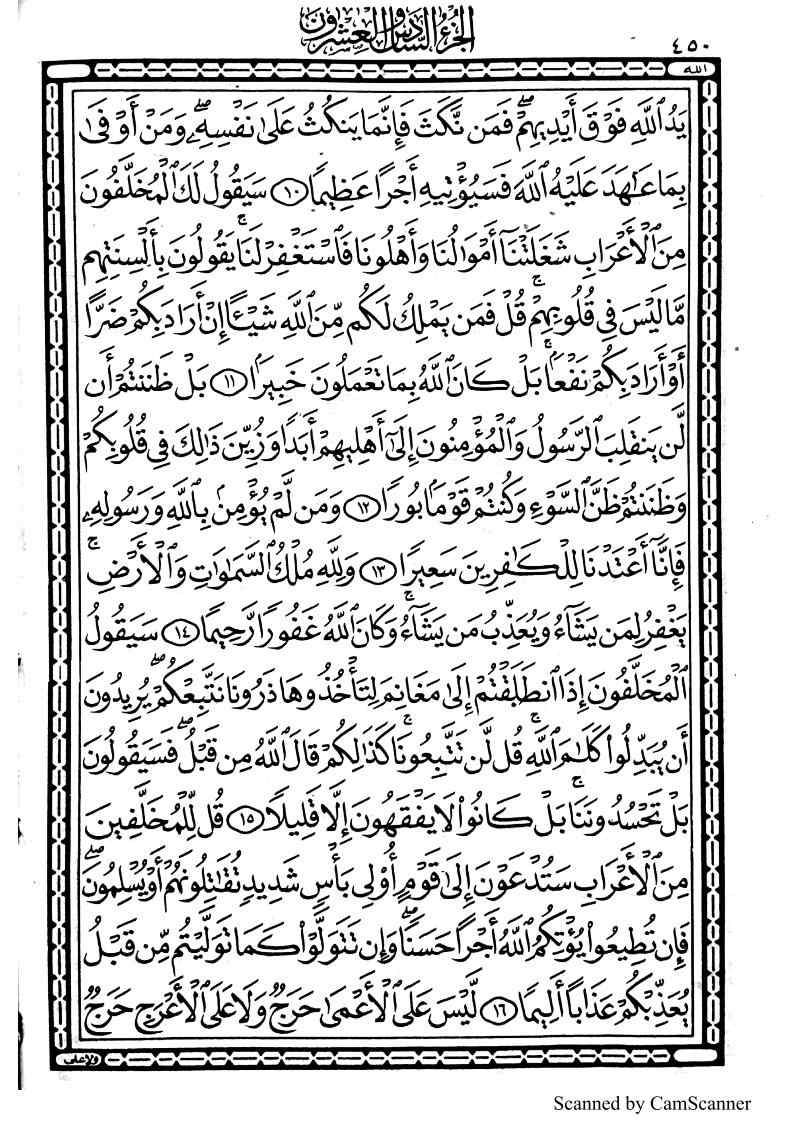 الجزء السادس والعشرون
٤٥٠
الله
يَدُ ٱللَّهِ فَوْقَ أَيْدِيهِمْ ۖ فَمَن نَّكَثَ فَإِنَّمَا يَنكُثُ عَلَىٰ نَفْسِهِۦ ۖ وَمَنْ أَوْفَىٰ
بِمَا عَٰهَدَ عَلَيْهُ ٱللَّهَ فَسَيُؤْتِيهِ أَجْرًا عَظِيمًا ١٠ سَيَقُولُ لَكَ ٱلْمُخَلَّفُونَ
مِنَ ٱلْأَعْرَابِ شَغَلَتْنَآ أَمْوَٰلُنَا وَأَهْلُونَا فَٱسْتَغْفِرْ لَنَا ۚ يَقُولُونَ بِأَلْسِنَتِهِم
مَّا لَيْسَ فِى قُلُوبِهِمْ ۚ قُلْ فَمَن يَمْلِكُ لَكُم مِّنَ ٱللَّهِ شَيْـًٔا إِنْ أَرَادَ بِكُمْ ضَرًّا
أَوْ أَرَادَ بِكُمْ نَفْعًۢا ۚ بَلْ كَانَ ٱللَّهُ بِمَا تَعْمَلُونَ خَبِيرًۢا ١١ بَلْ ظَنَنتُمْ أَن
لَّن يَنقَلِبَ ٱلرَّسُولُ وَٱلْمُؤْمِنُونَ إِلَىٰٓ أَهْلِيهِمْ أَبَدًا وَزُيِّنَ ذَٰلِكَ فِى قُلُوبِكُمْ
وَظَنَنتُمْ ظَنَّ ٱلسَّوْءِ وَكُنتُمْ قَوْمًۢا بُورًا ١٢ وَمَن لَّمْ يُؤْمِنۢ بِٱللَّهِ وَرَسُولِهِۦ
فَإِنَّآ أَعْتَدْنَا لِلْكَٰفِرِينَ سَعِيرًا ١٣ وَلِلَّهِ مُلْكُ ٱلسَّمَٰوَٰتِ وَٱلْأَرْضِ ۚ
يَغْفِرُ لِمَن يَشَآءُ وَيُعَذِّبُ مَن يَشَآءُ ۚ وَكَانَ ٱللَّهُ غَفُورًا رَّحِيمًا ١٤ سَيَقُولُ
ٱلْمُخَلَّفُونَ إِذَا ٱنطَلَقْتُمْ إِلَىٰ مَغَانِمَ لِتَأْخُذُوهَا ذَرُونَا نَتَّبِعْكُمْ ۖ يُرِيدُونَ
أَن يُبَدِّلُوا۟ كَلَٰمَ ٱللَّهِ ۚ قُل لَّن تَتَّبِعُونَا ۚ كَذَٰلِكُمْ قَالَ ٱللَّهُ مِن قَبْلُ ۖ فَسَيَقُولُونَ
بَلْ تَحْسُدُونَنَا ۚ بَلْ كَانُوا۟ لَا يَفْقَهُونَ إِلَّا قَلِيلًا ١٥ قُل لِّلْمُخَلَّفِينَ
مِنَ ٱلْأَعْرَابِ سَتُدْعَوْنَ إِلَىٰ قَوْمٍ أُو۟لِى بَأْسٍ شَدِيدٍ تُقَٰتِلُونَهُمْ أَوْ يُسْلِمُونَ ۖ
فَإِن تُطِيعُوا۟ يُؤْتِكُمُ ٱللَّهُ أَجْرًا حَسَنًا ۖ وَإِن تَتَوَلَّوْا۟ كَمَا تَوَلَّيْتُم مِّن قَبْلُ
يُعَذِّبْكُمْ عَذَابًا أَلِيمًا ١٦ لَّيْسَ عَلَى ٱلْأَعْمَىٰ حَرَجٌ وَلَا عَلَى ٱلْأَعْرَجِ حَرَجٌ
ولا على
Scanned by CamScanner